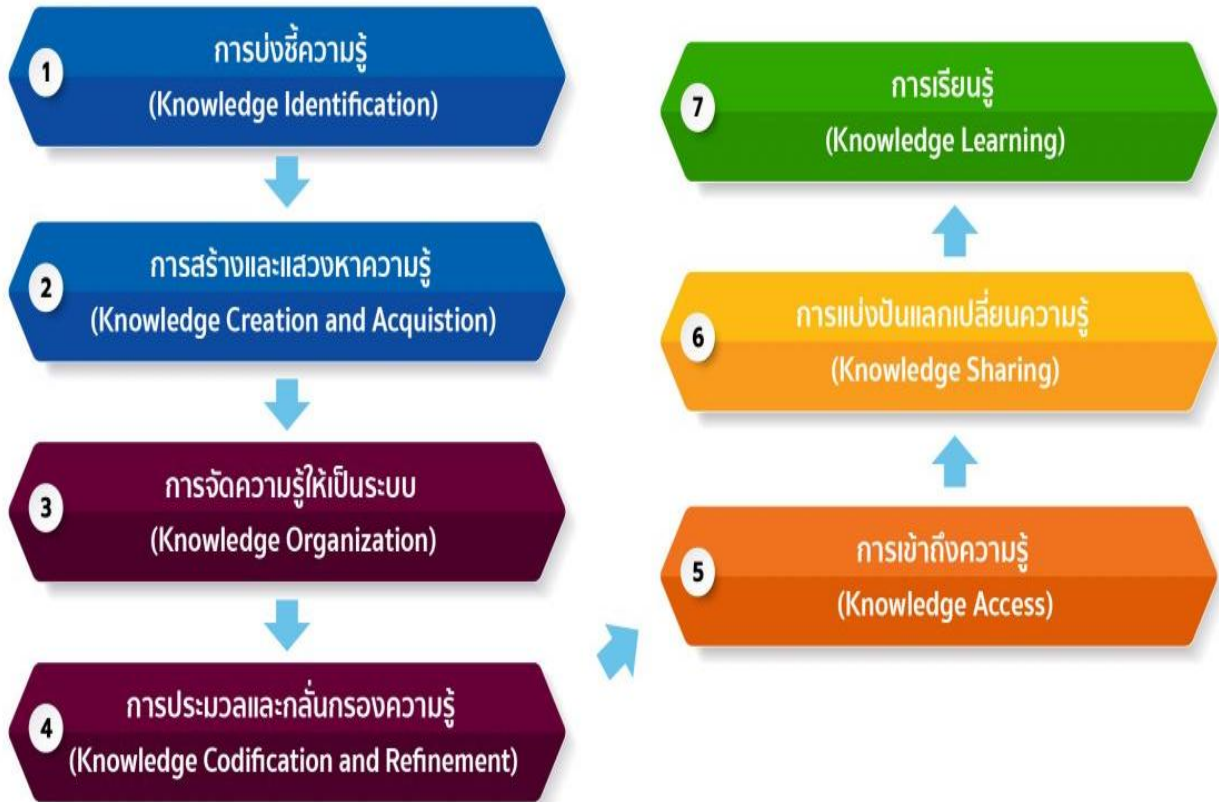 1
การบ่งชี้ความรู้
(Knowledge Identification)
2
การสร้างและแสวงหาความรู้
(Knowledge Creation and Acquistion)
3
การจัดความรู้ให้เป็นระบบ
(Knowledge Organization)
4
การประมวลและกลั่นกรองความรู้
(Knowledge Codification and Refinement)
5
การเข้าถึงความรู้
(Knowledge Access)
6
การแบ่งปันแลกเปลี่ยนความรู้
(Knowledge Sharing)
7
การเรียนรู้
(Knowledge Learning)